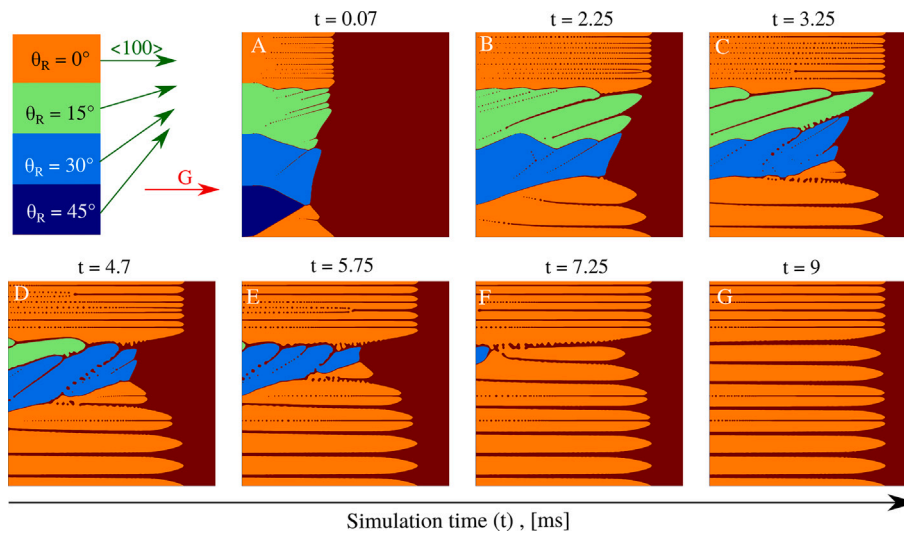 t = 0.07
t = 2.25
t = 3.25
<100>
θR = 0°
θR = 15°
θR = 30°
θR = 45°
G
A
B
C
t = 4.7
t = 5.75
t = 7.25
t = 9
D
E
F
G
Simulation time (t) , [ms]